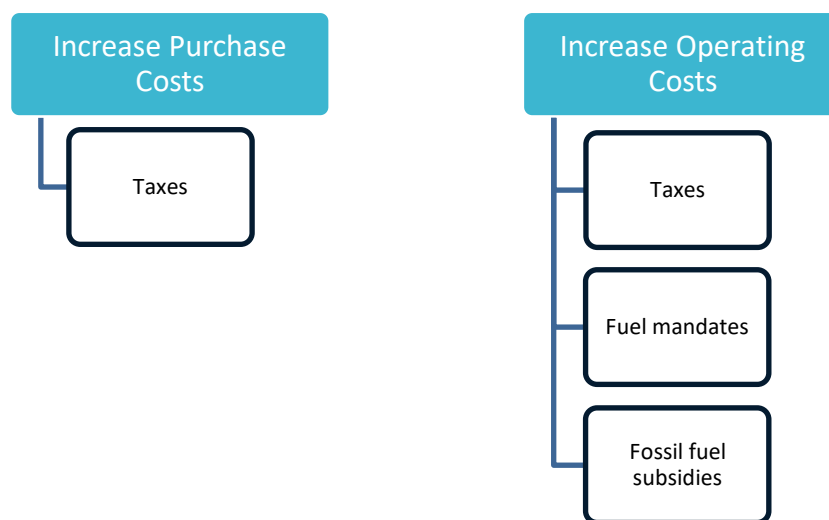 Increase Purchase
Costs
Taxes
Increase Operating
Costs
Taxes
Fuel mandates
Fossil fuel
subsidies